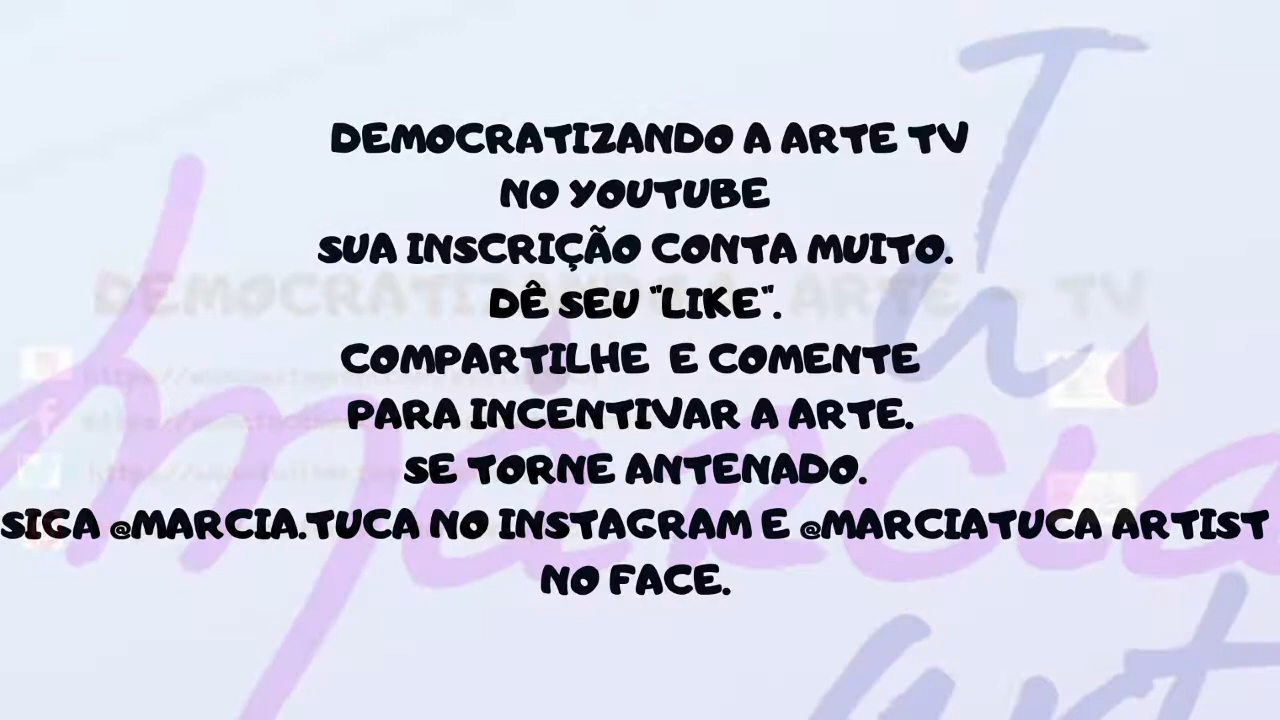 DEMOCRATIZANDO A ARTE TV
NO YOUTUBE
SUA INSCRIÇÃO CONTA MUITO.
DÊ SEU "LIKE".
COMPARTILHE E COMENTE
PARA INCENTIVAR A ARTE.
SE TORNE ANTENADO.
SIGA @MARCIA.TUCA NO INSTAGRAM E @MARCIATUCA ARTIST
NO FACE.